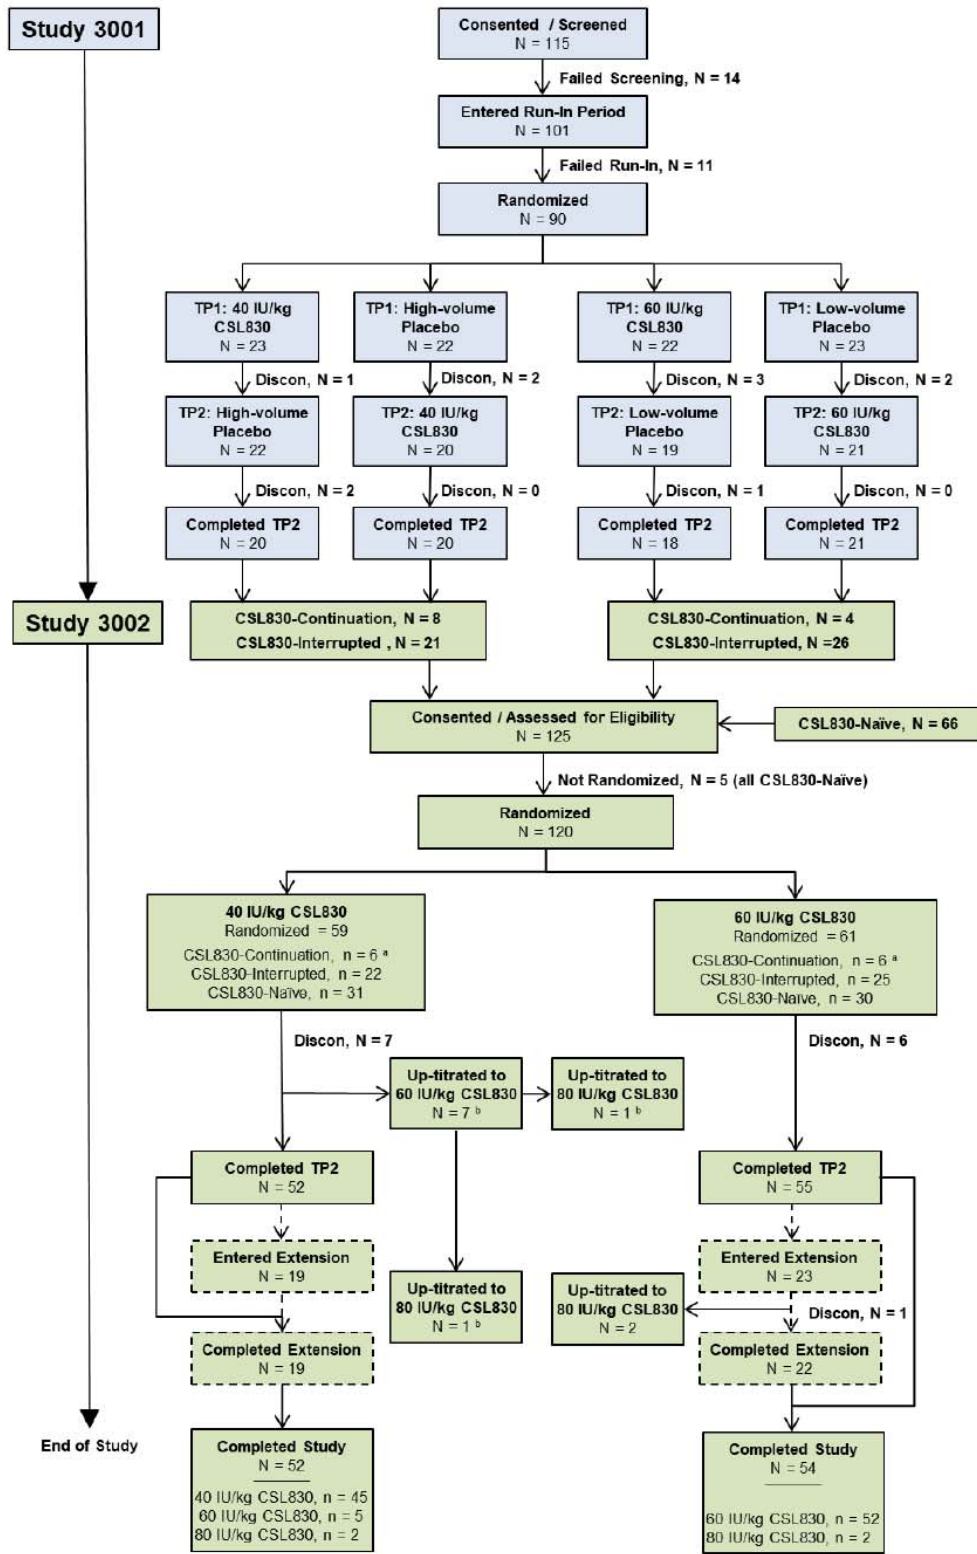 Study 3001
Consented / Screened
N = 115
Failed Screening, N = 14
Entered Run-In Period
N = 101
Failed Run-In, N = 11
Randomized
N = 90
TP1: 40 IU/kg
CSL830
N = 23
TP1: High-volume
Placebo
N = 22
TP1: 60 IU/kg
CSL830
N = 22
TP1: Low-volume
Placebo
N = 23
Discon, N = 1
Discon, N = 2
Discon, N = 3
Discon, N = 2
TP2: High-volume
Placebo
N = 22
TP2: 40 IU/kg
CSL830
N = 20
TP2: Low-volume
Placebo
N = 19
TP2: 60 IU/kg
CSL830
N = 21
Discon, N = 2
Discon, N = 0
Discon, N = 1
Discon, N = 0
Completed TP2
N = 20
Completed TP2
N = 20
Completed TP2
N = 18
Completed TP2
N = 21
Study 3002
CSL830-Continuation, N = 8
CSL830-Interrupted , N = 21
CSL830-Continuation, N = 4
CSL830-Interrupted, N =26
Consented / Assessed for Eligibility
N = 125
CSL830-Naïve, N = 66
Not Randomized, N = 5 (all CSL830-Naïve)
Randomized
N = 120
40 IU/kg CSL830
Randomized = 59
CSL830-Continuation, n = 6 a
CSL830-Interrupted, n = 22
CSL830-Naïve, n = 31
60 IU/kg CSL830
Randomized = 61
CSL830-Continuation, n = 6 a
CSL830-Interrupted, n = 25
CSL830-Naïve, n = 30
Discon, N = 7
Discon, N = 6
Up-titrated to
60 IU/kg CSL830
N = 7 b
Up-titrated to
80 IU/kg CSL830
N = 1 b
Completed TP2
N = 52
Completed TP2
N = 55
Entered Extension
N = 19
Entered Extension
N = 23
Up-titrated to
80 IU/kg CSL830
N = 1 b
Up-titrated to
80 IU/kg CSL830
N = 2
Discon, N = 1
Completed Extension
N = 19
Completed Extension
N = 22
End of Study
Completed Study
N = 52
40 IU/kg CSL830, n = 45
60 IU/kg CSL830, n = 5
80 IU/kg CSL830, n = 2
Completed Study
N = 54
60 IU/kg CSL830, n = 52
80 IU/kg CSL830, n = 2